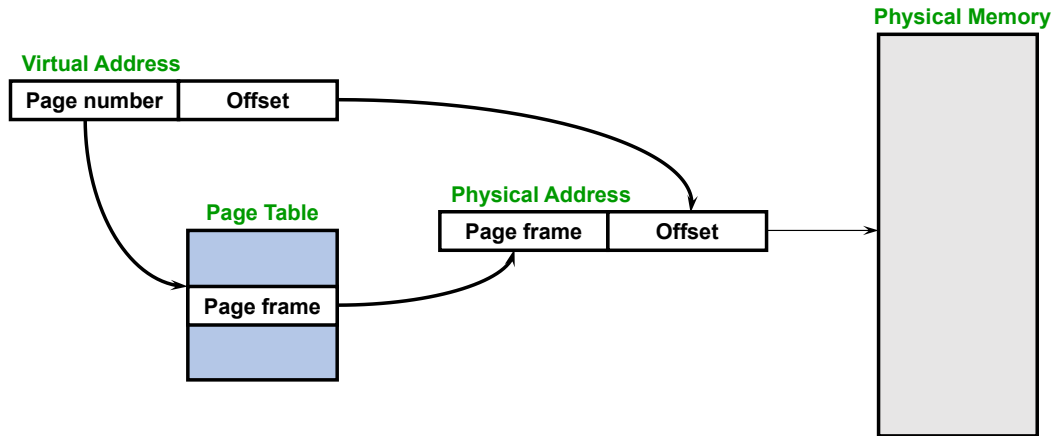 Physical Memory
Virtual Address
Page number Offset
Physical Address
Page Table
Page frame Offset
Page frame